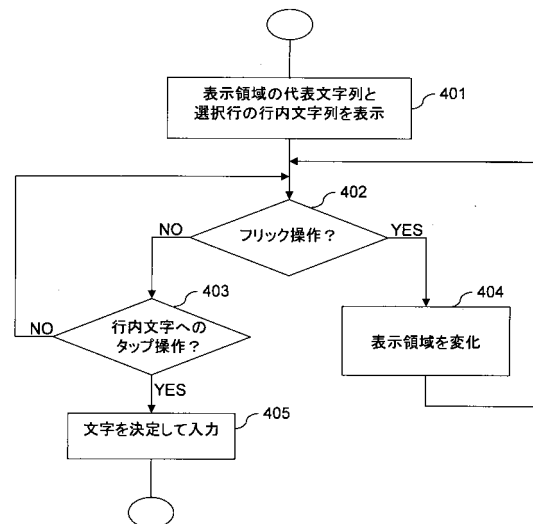 表示領域の代表文字列と
選択行の行内文字列を表示
401
402
フリック操作？
NO
YES
403
404
行内文字への
タップ操作？
NO
表示領域を変化
YES
405
文字を決定して入力